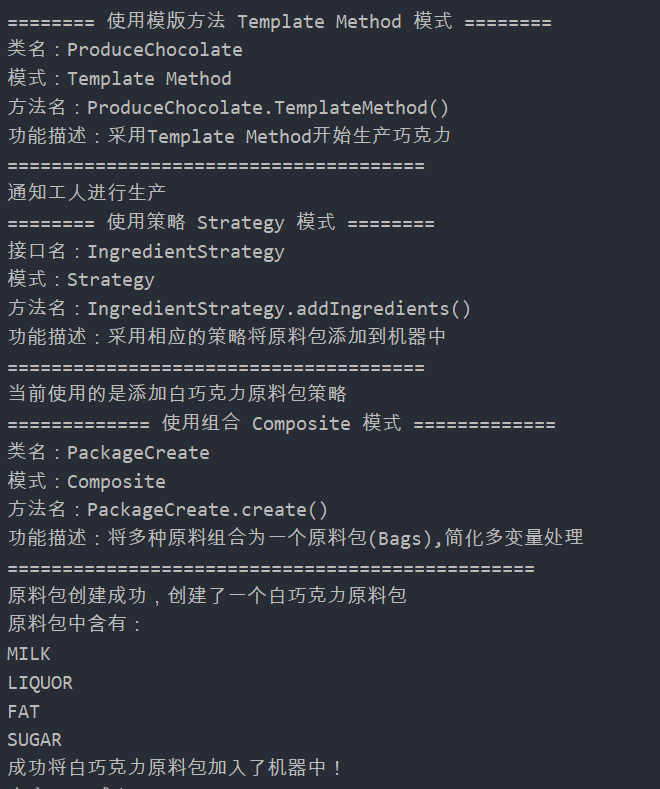 ======== 使用模版方法 Template Method 模式 ========
类名：ProduceChocolate
模式：Template Method
方法名：ProduceChocolate.TemplateMethod()
功能描述：采用Template Method开始生产巧克力
======================================
通知工人进行生产
======== 使用策略 Strategy 模式 ========
接口名：IngredientStrategy
模式：Strategy
方法名：IngredientStrategy.addIngredients()
功能描述：采用相应的策略将原料包添加到机器中
======================================
当前使用的是添加白巧克力原料包策略
============= 使用组合 Composite 模式 =============
类名：PackageCreate
模式：Composite
方法名：PackageCreate.create()
功能描述：将多种原料组合为一个原料包(Bags),简化多变量处理
================================================
原料包创建成功，创建了一个白巧克力原料包
原料包中含有：
MILK
LIQUOR
FAT
SUGAR
成功将白巧克力原料包加入了机器中！